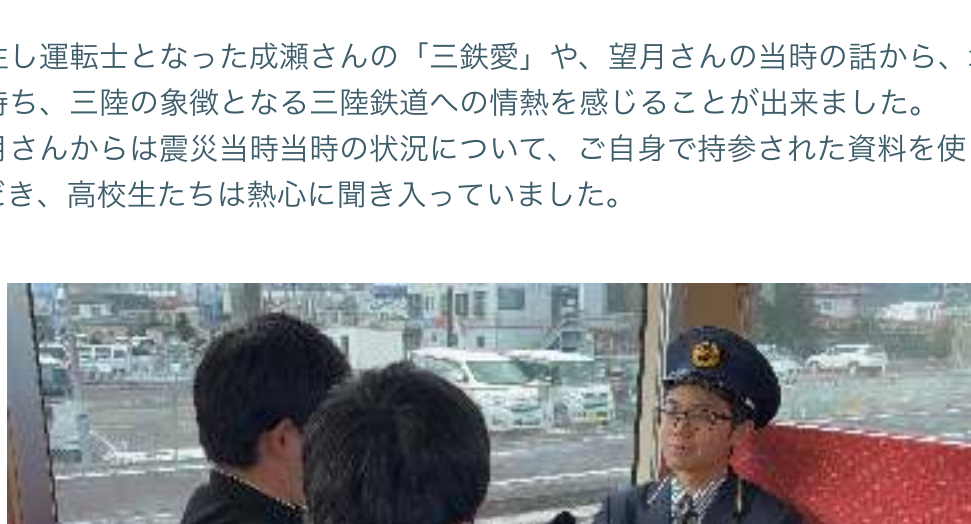 し運転士となった成瀬さんの「三鉄愛」や、望月さんの当時の話から、
持ち、三陸の象徴となる三陸鉄道への情熱を感じることが出来ました。
月さんからは震災当時当時の状況について、ご自身で持参された資料を使
だき、高校生たちは熱心に聞き入っていました。